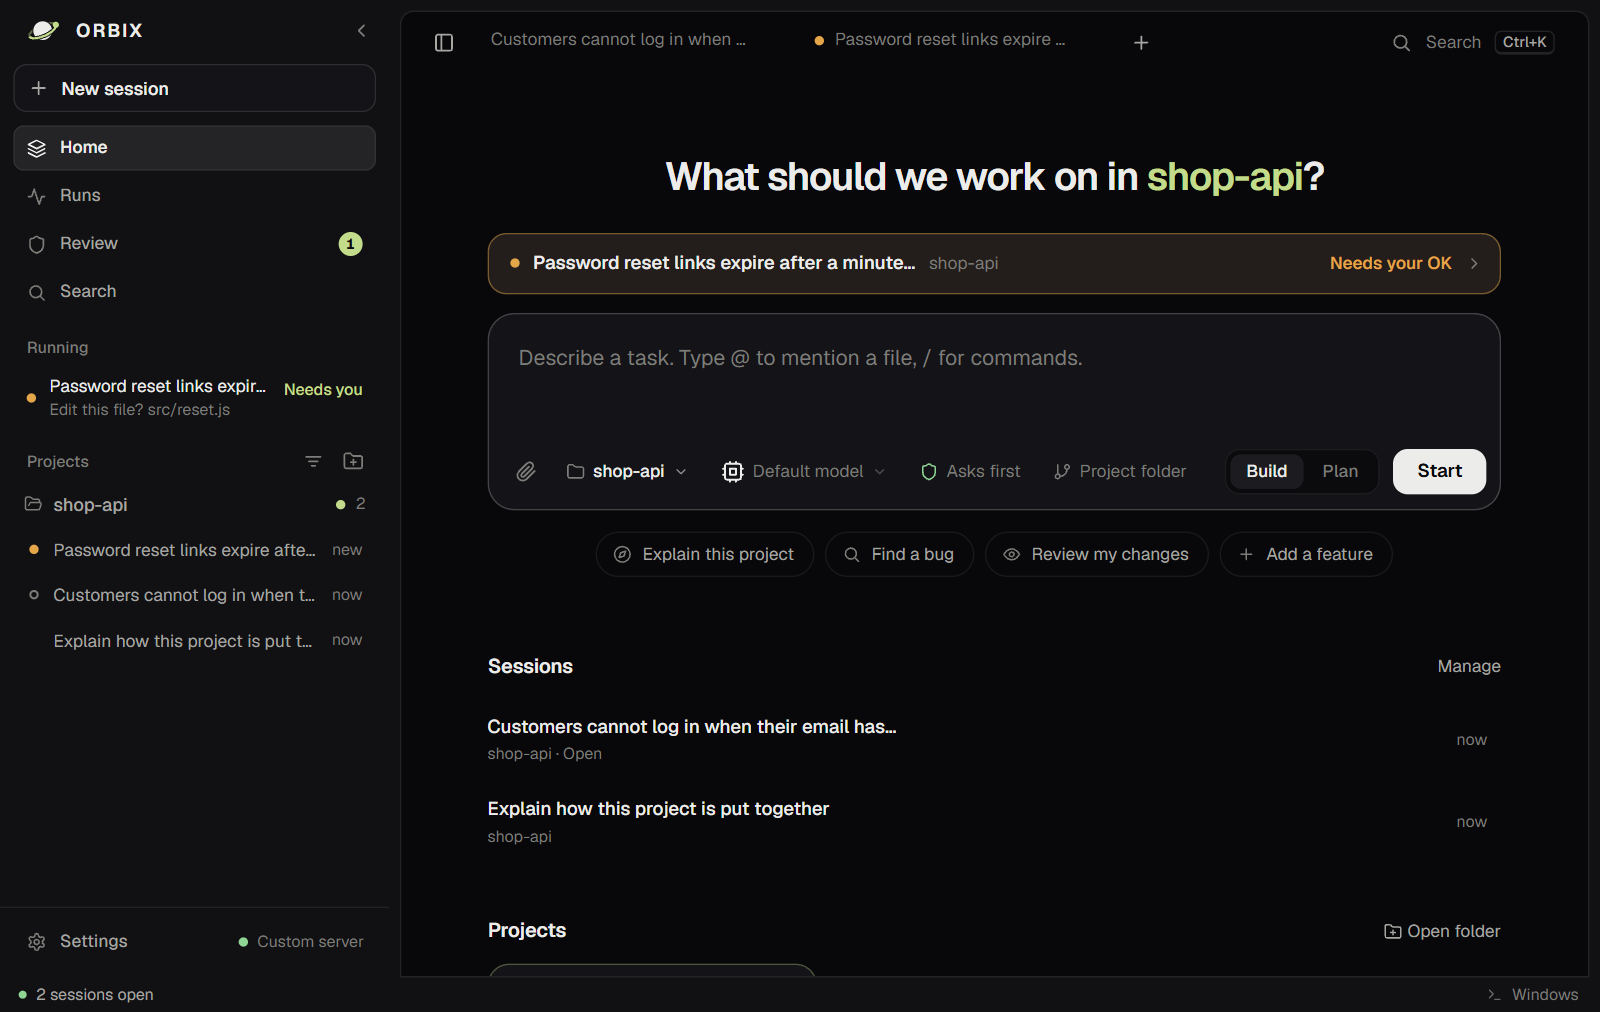 ORBIX
New session
Home
Runs
Review
1
Search
Running
Password reset links expir...
Needs you
Edit this file? src/reset.js
Projects
shop-api
2
Password reset links expire afte...
new
Customers cannot log in when t...
now
Explain how this project is put t...
now
Settings
Custom server
2 sessions open
Customers cannot log in when ...
Password reset links expire ...
Search
Ctrl+K
What should we work on in shop-api?
Password reset links expire after a minute...
shop-api
Needs your OK
Describe a task. Type @ to mention a file, / for commands.
shop-api
Default model
Asks first
Project folder
Build
Plan
Start
Explain this project
Find a bug
Review my changes
Add a feature
Sessions
Manage
Customers cannot log in when their email has...
shop-api · Open
now
Explain how this project is put together
shop-api
now
Projects
Open folder
Windows